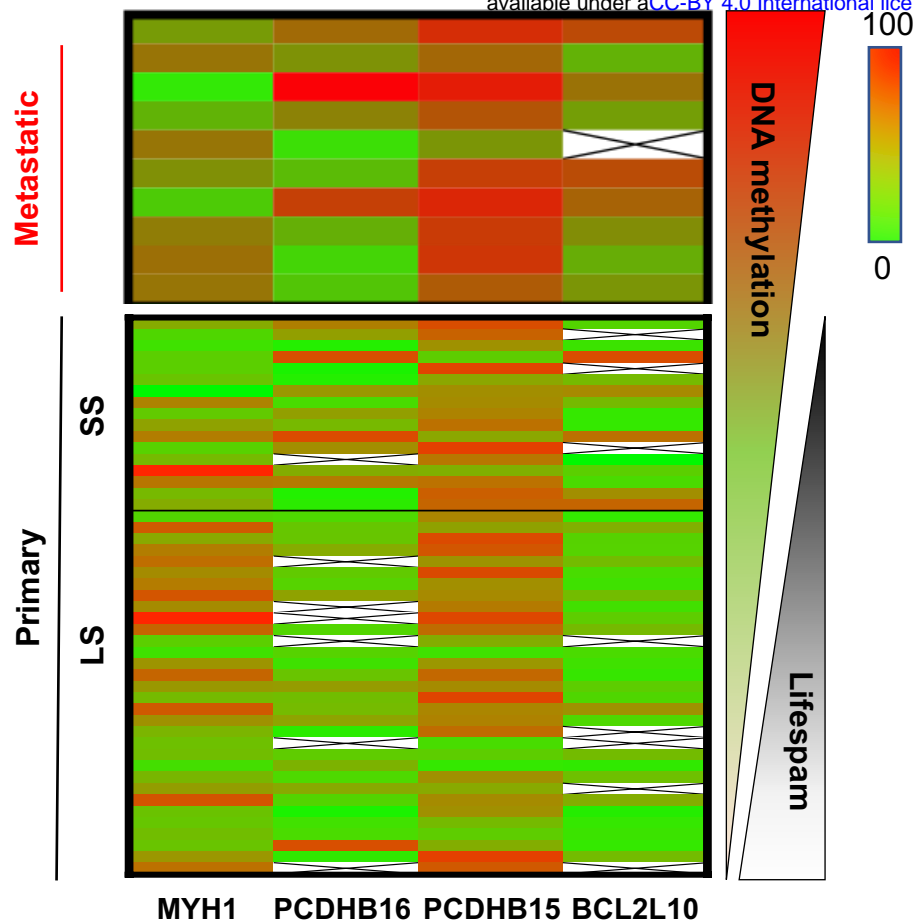 available under aCC-BY 4.0 International lice
100
0
DNA methylation
Lifespam
Metastatic
Primary
SS
LS
MYH1 PCDHB16 PCDHB15 BCL2L10